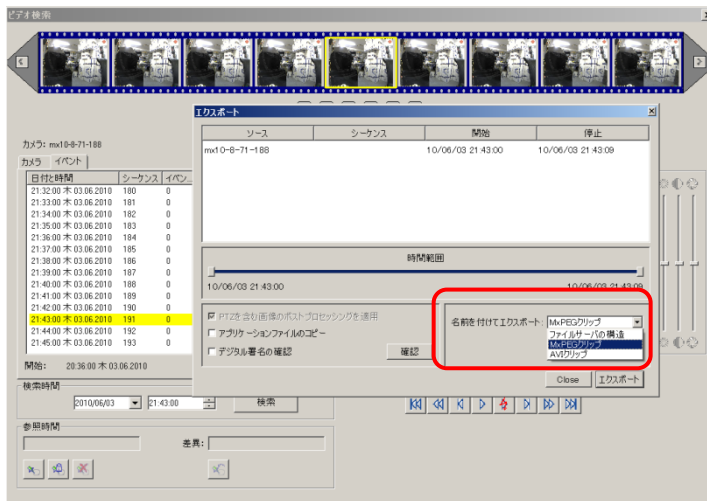 ビデオ検索
エクスポート
ソース シーケンス 開始 停止
mx10-8-71-188 10/06/03 21:43:00 10/06/03 21:43:09
カメラ: mx10-8-71-188
カメラ イベント
日付と時間 シーケンス イベン...
21:32:00 木 03.06.2010 180 0
21:33:00 木 03.06.2010 181 0
21:34:00 木 03.06.2010 182 0
21:35:00 木 03.06.2010 183 0
21:36:00 木 03.06.2010 184 0
21:37:00 木 03.06.2010 185 0
21:38:00 木 03.06.2010 186 0
21:39:00 木 03.06.2010 187 0
21:40:00 木 03.06.2010 188 0
21:41:00 木 03.06.2010 189 0
21:42:00 木 03.06.2010 190 0
21:43:00 木 03.06.2010 191 0
21:44:00 木 03.06.2010 192 0
21:45:00 木 03.06.2010 193 0
時間範囲
10/06/03 21:43:00 10/06/03 21:43:09
PTZを含む画像のポストプロセッシングを適用
アプリケーションファイルのコピー
デジタル署名の確認 確認
名前を付けてエクスポート: MxPEGクリップ
ファイルサーバの構造
MxPEGクリップ
AVIクリップ
Close エクスポート
開始: 20:36:00 木 03.06.2010
検索時間
2010/06/03 21:43:00 検索
参照時間
差異: